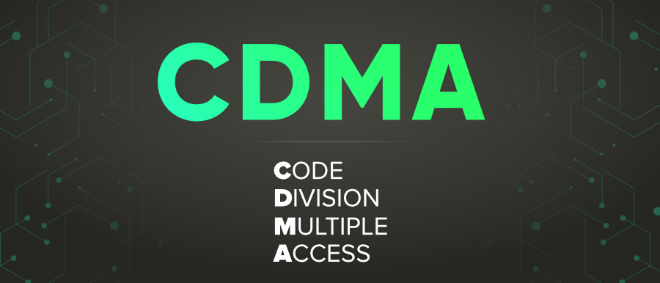 CDMA
CODE
DIVISION
MULTIPLE
ACCESS